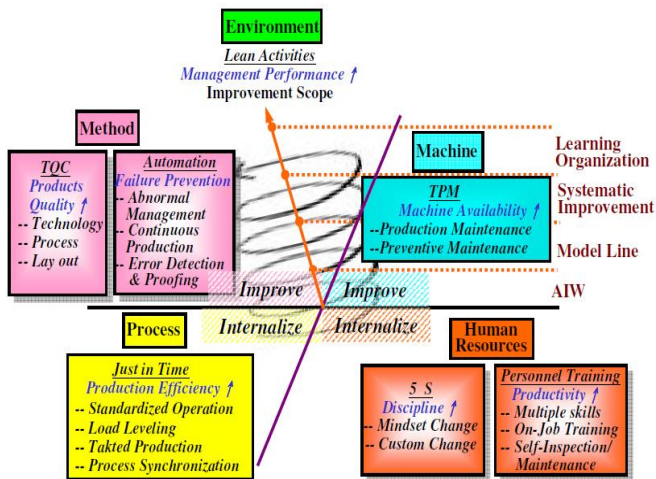 Environment
Lean Activities
Management Performance ↑
Improvement Scope
Method
TQC
Products
Quality ↑
-- Technology
-- Process
-- Lay out
Automation
Failure Prevention
-- Abnormal
Management
-- Continuous
Production
-- Error Detection
& Proofing
Machine
TPM
Machine Availability ↑
--Production Maintenance
--Preventive Maintenance
Learning
Organization
Systematic
Improvement
Model Line
AIW
Improve
Improve
Internalize
Internalize
Process
Just in Time
Production Efficiency ↑
-- Standardized Operation
-- Load Leveling
-- Takted Production
-- Process Synchronization
Human
Resources
5 S
Discipline ↑
-- Mindset Change
-- Custom Change
Personnel Training
Productivity ↑
-- Multiple skills
-- On-Job Training
-- Self-Inspection/
Maintenance